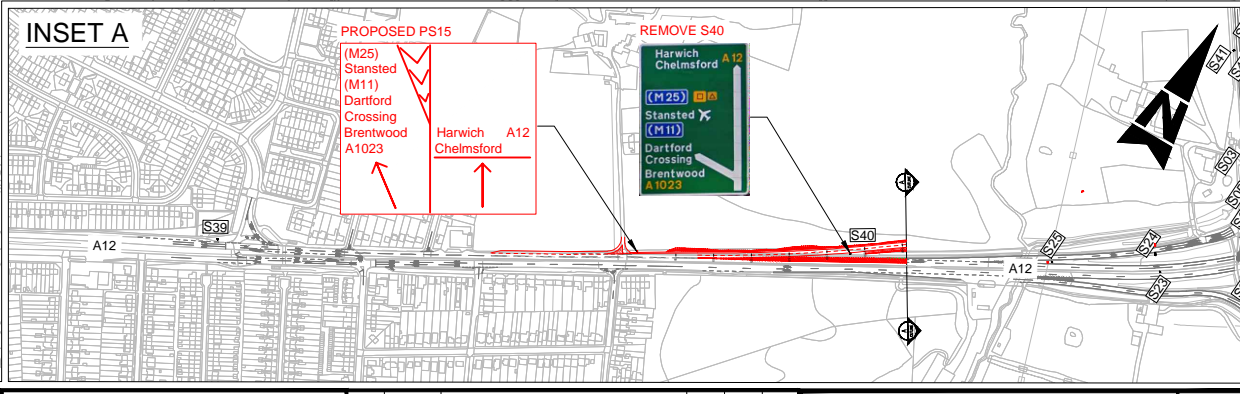 INSET A
PROPOSED PS15
(M25)
Stansted
(M11)
Dartford
Crossing
Brentwood
A1023
Harwich A12
Chelmsford
REMOVE S40
Harwich
Chelmsford A12
(M25)
Stansted
(M11)
Dartford
Crossing
Brentwood
A1023
N
S39
A12
S40
A12
S25
S24
S23
S41
S03